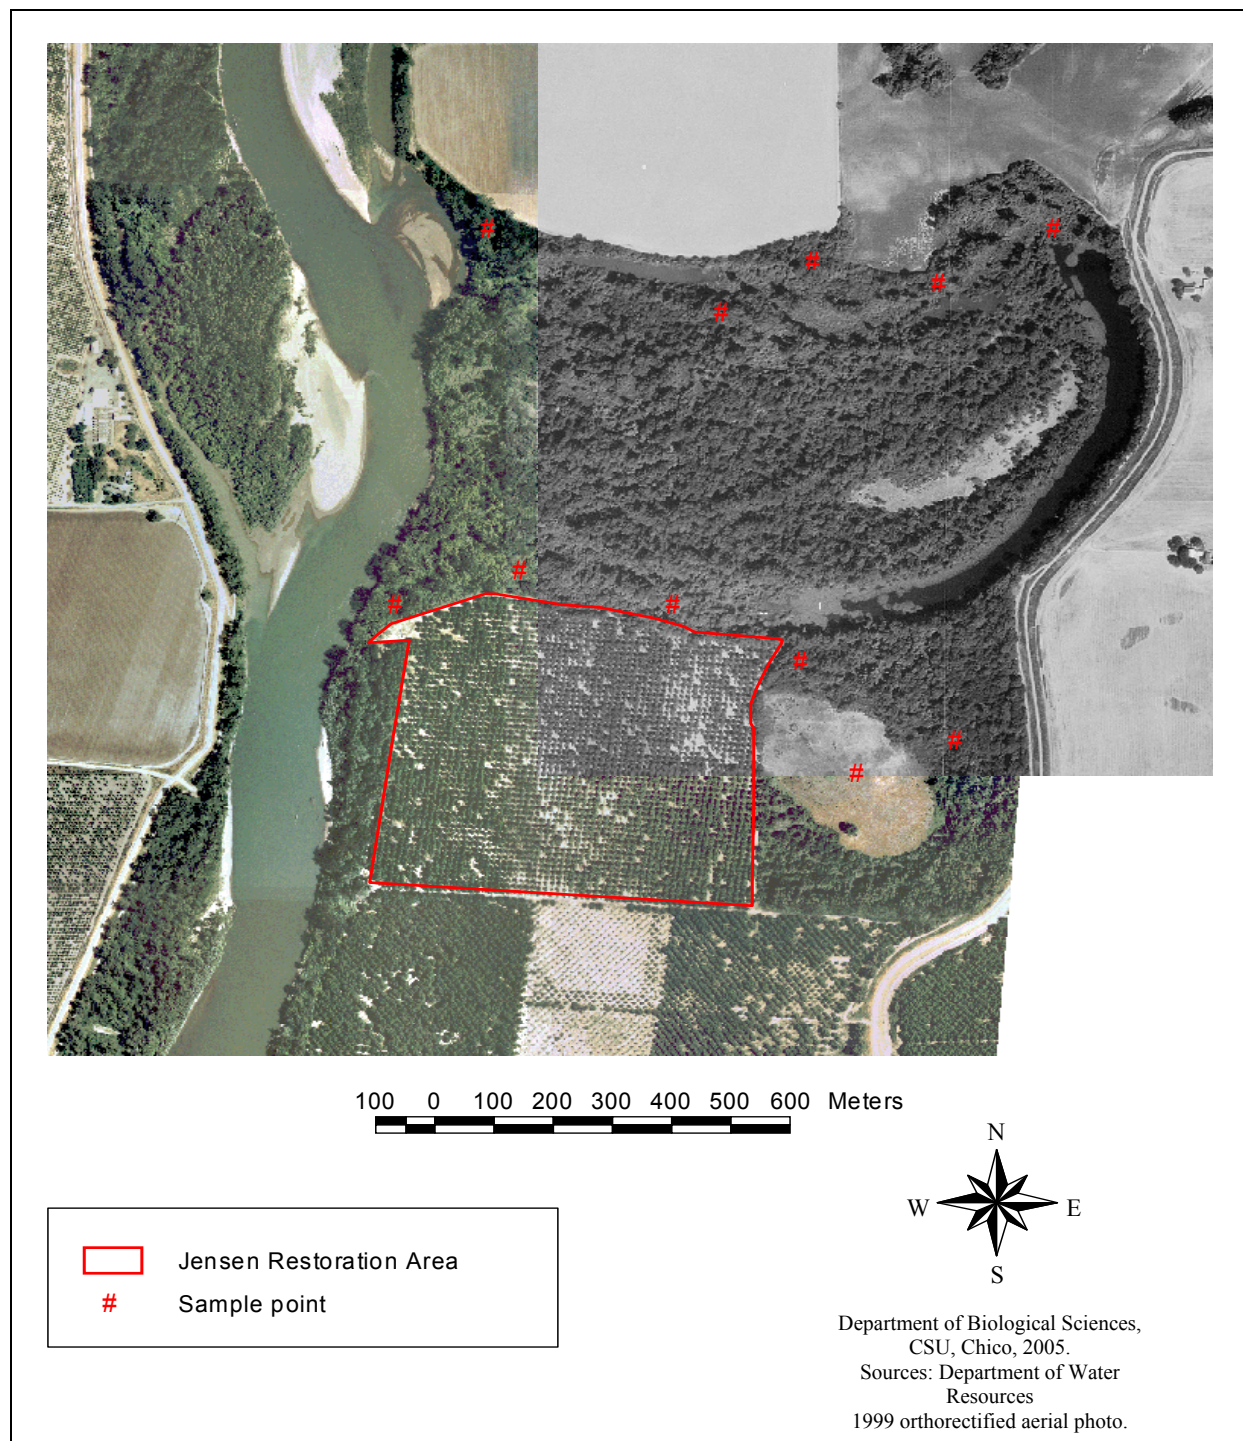 #
#
#
#
#
#
#
#
#
#
#
100 0 100 200 300 400 500 600 Meters
N
W E
S
Jensen Restoration Area
# Sample point
Department of Biological Sciences,
CSU, Chico, 2005.
Sources: Department of Water
Resources
1999 orthorectified aerial photo.